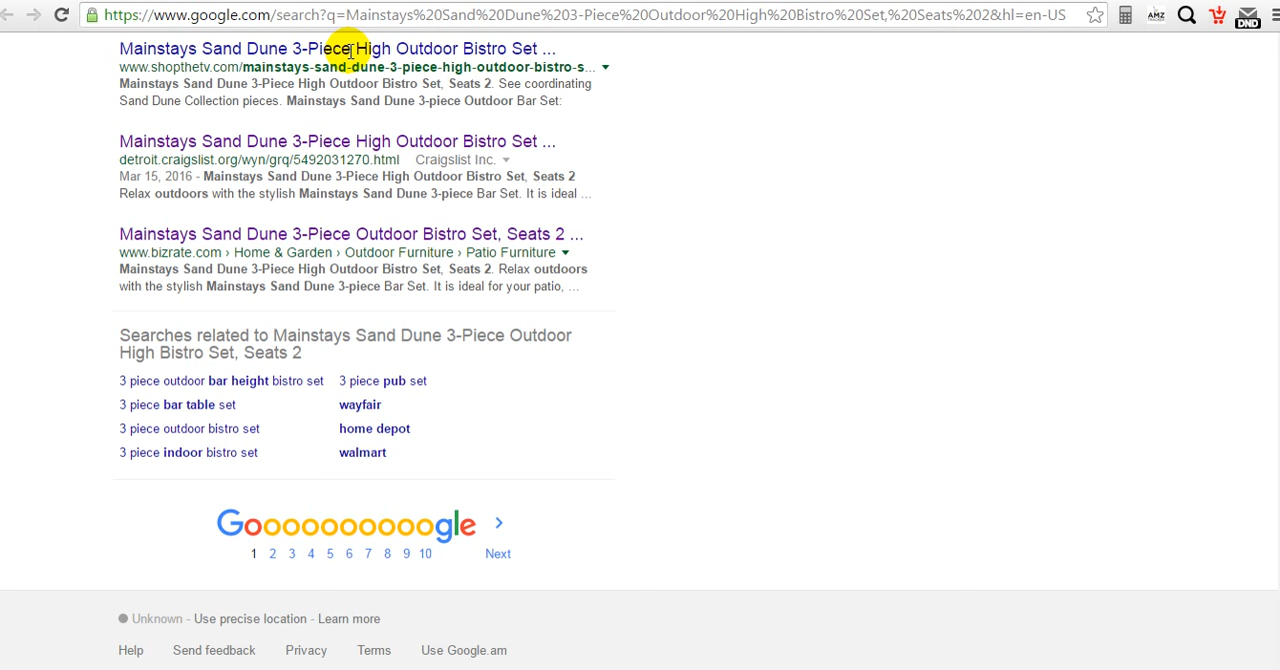 https://www.google.com/search?q=Mainstays%20Sand%20Dune%203-Piece%20Outdoor%20High%20Bistro%20Set,%20Seats%202&hl=en-US
AMZ
DND
Mainstays Sand Dune 3-Piece High Outdoor Bistro Set ...
www.shopthetv.com/mainstays-sand-dune-3-piece-high-outdoor-bistro-s...
Mainstays Sand Dune 3-Piece High Outdoor Bistro Set, Seats 2. See coordinating
Sand Dune Collection pieces. Mainstays Sand Dune 3-piece Outdoor Bar Set:
Mainstays Sand Dune 3-Piece High Outdoor Bistro Set ...
detroit.craigslist.org/wyn/grq/5492031270.html Craigslist Inc.
Mar 15, 2016 - Mainstays Sand Dune 3-Piece High Outdoor Bistro Set, Seats 2
Relax outdoors with the stylish Mainstays Sand Dune 3-piece Bar Set. It is ideal ...
Mainstays Sand Dune 3-Piece Outdoor Bistro Set, Seats 2 ...
www.bizrate.com › Home & Garden › Outdoor Furniture › Patio Furniture
Mainstays Sand Dune 3-Piece High Outdoor Bistro Set, Seats 2. Relax outdoors
with the stylish Mainstays Sand Dune 3-piece Bar Set. It is ideal for your patio, ...
Searches related to Mainstays Sand Dune 3-Piece Outdoor
High Bistro Set, Seats 2
3 piece outdoor bar height bistro set 3 piece pub set
3 piece bar table set wayfair
3 piece outdoor bistro set home depot
3 piece indoor bistro set walmart
Goooooooooogle
1 2 3 4 5 6 7 8 9 10 Next
Unknown - Use precise location - Learn more
Help Send feedback Privacy Terms Use Google.am